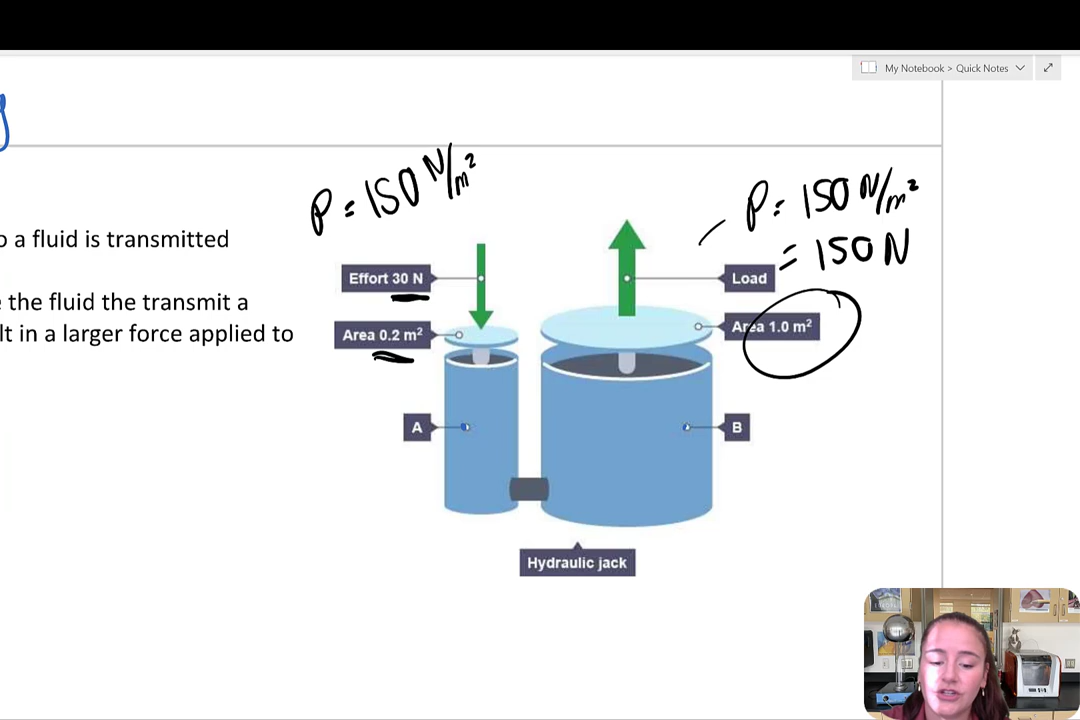 My Notebook > Quick Notes
P = 150 N/m²
P = 150 N/m²
= 150 N
o a fluid is transmitted
the fluid the transmit a
lt in a larger force applied to
Effort 30 N
Load
Area 0.2 m²
Area 1.0 m²
A
B
Hydraulic jack